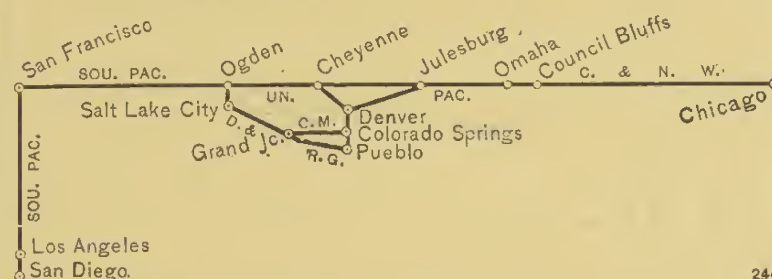 San Francisco
SOU. PAC.
Ogden
UN.
Cheyenne
Julesburg.
PAC.
Omaha
Council Bluffs
C. & N. W.
Chicago
Salt Lake City
D. &
C. M.
Denver
Colorado Springs
Grand Jc.
R. G.
Pueblo
SOU. PAC.
Los Angeles
San Diego.
244